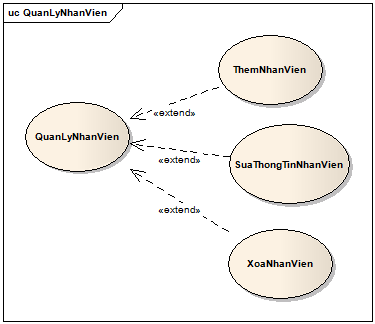 uc QuanLyNhanVien
ThemNhanVien
«extend»
QuanLyNhanVien
«extend»
SuaThongTinNhanVien
«extend»
XoaNhanVien